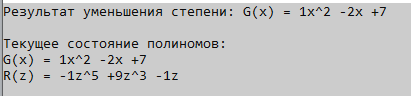 Результат уменьшения степени: G(x) = 1x^2 -2x +7
Текущее состояние полиномов:
G(x) = 1x^2 -2x +7
R(z) = -1z^5 +9z^3 -1z